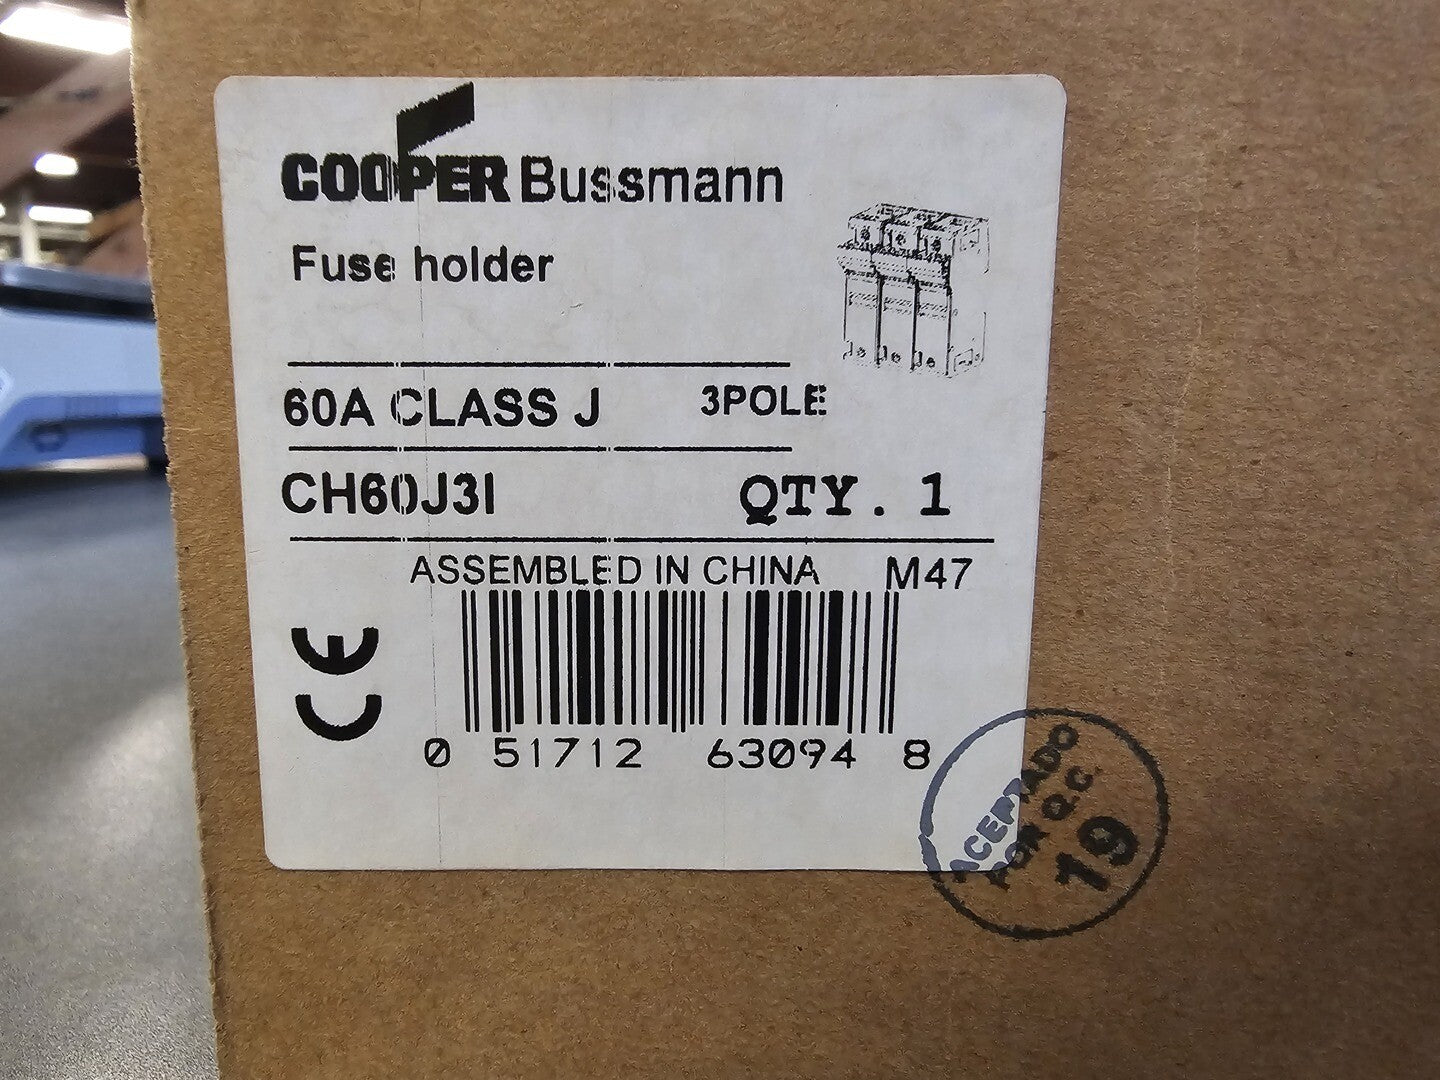 COOPER Bussmann
Fuse holder
60A CLASS J 3POLE
CH60J3I QTY. 1
ASSEMBLED IN CHINA M47
CE
0 51712 63094 8
ACEPTADO
POR Q.C.
19